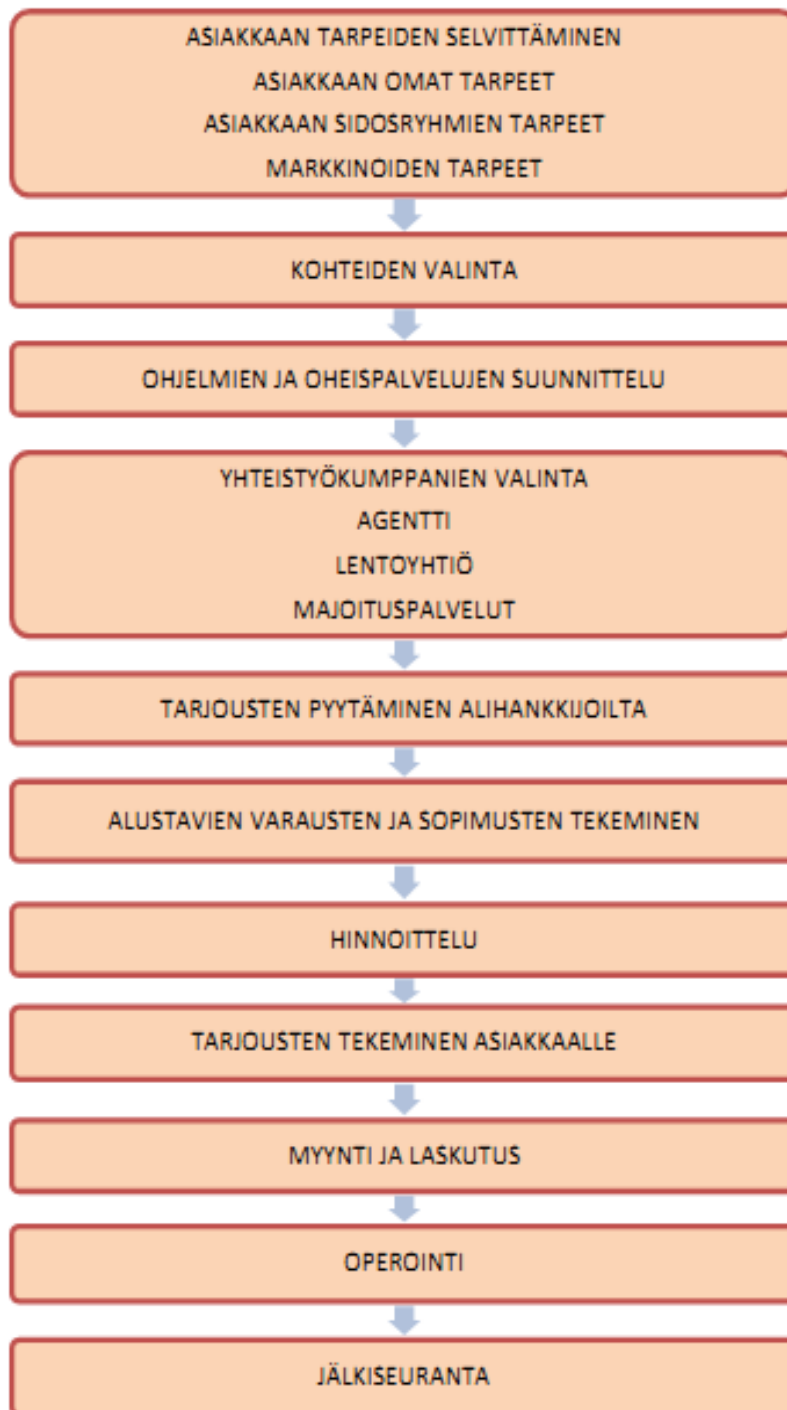 ASIAKKAAN TARPEIDEN SELVITTÄMINEN
ASIAKKAAN OMAT TARPEET
ASIAKKAAN SIDOSRYHMIEN TARPEET
MARKKINOIDEN TARPEET
KOHTEIDEN VALINTA
OHJELMIEN JA OHEISPALVELUJEN SUUNNITTELU
YHTEISTYÖKUMPPANIEN VALINTA
AGENTTI
LENTOYHTIÖ
MAJOITUSPALVELUT
TARJOUSTEN PYYTÄMINEN ALIHANKKIJOILTA
ALUSTAVIEN VARAUSTEN JA SOPIMUSTEN TEKEMINEN
HINNOITTELU
TARJOUSTEN TEKEMINEN ASIAKKAALLE
MYYNTI JA LASKUTUS
OPEROINTI
JÄLKISEURANTA